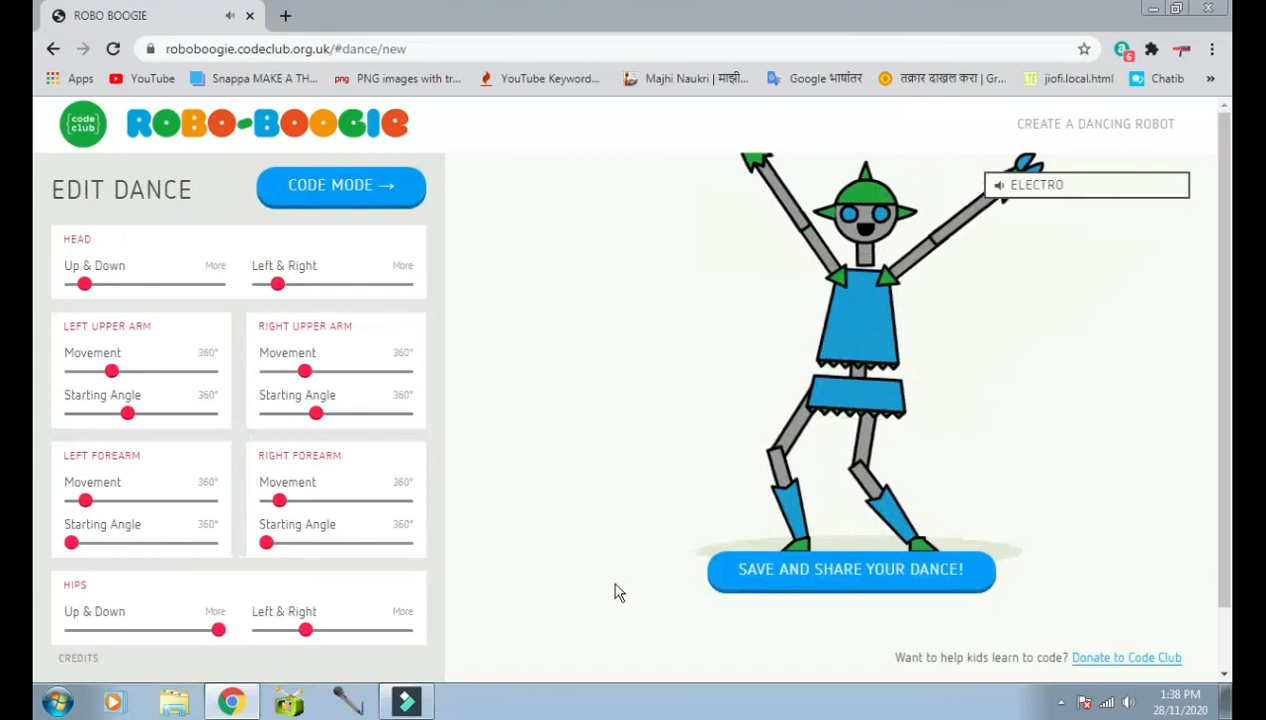 ROBO BOOGIE
roboboogie.codeclub.org.uk/#dance/new
6
Apps
YouTube
Snappa MAKE A TH...
png
PNG images with tr...
YouTube Keyword...
Majhi Naukri | माझी...
Google भाषांतर
तक्रार दाखल करा | Gr...
LTE
jiofi.local.html
Chatib
»
{code club}
ROBO-BOOGIE
CREATE A DANCING ROBOT
EDIT DANCE
CODE MODE →
ELECTRO
HEAD
Up & Down More
Left & Right More
LEFT UPPER ARM
Movement 360°
Starting Angle 360°
RIGHT UPPER ARM
Movement 360°
Starting Angle 360°
LEFT FOREARM
Movement 360°
Starting Angle 360°
RIGHT FOREARM
Movement 360°
Starting Angle 360°
HIPS
Up & Down More
Left & Right More
CREDITS
SAVE AND SHARE YOUR DANCE!
Want to help kids learn to code? Donate to Code Club
1:38 PM
28/11/2020